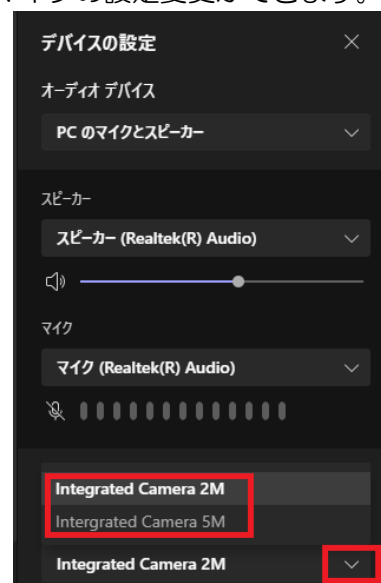 デバイスの設定
オーディオ デバイス
PC のマイクとスピーカー
スピーカー
スピーカー (Realtek(R) Audio)
マイク
マイク (Realtek(R) Audio)
Integrated Camera 2M
Intergrated Camera 5M
Integrated Camera 2M